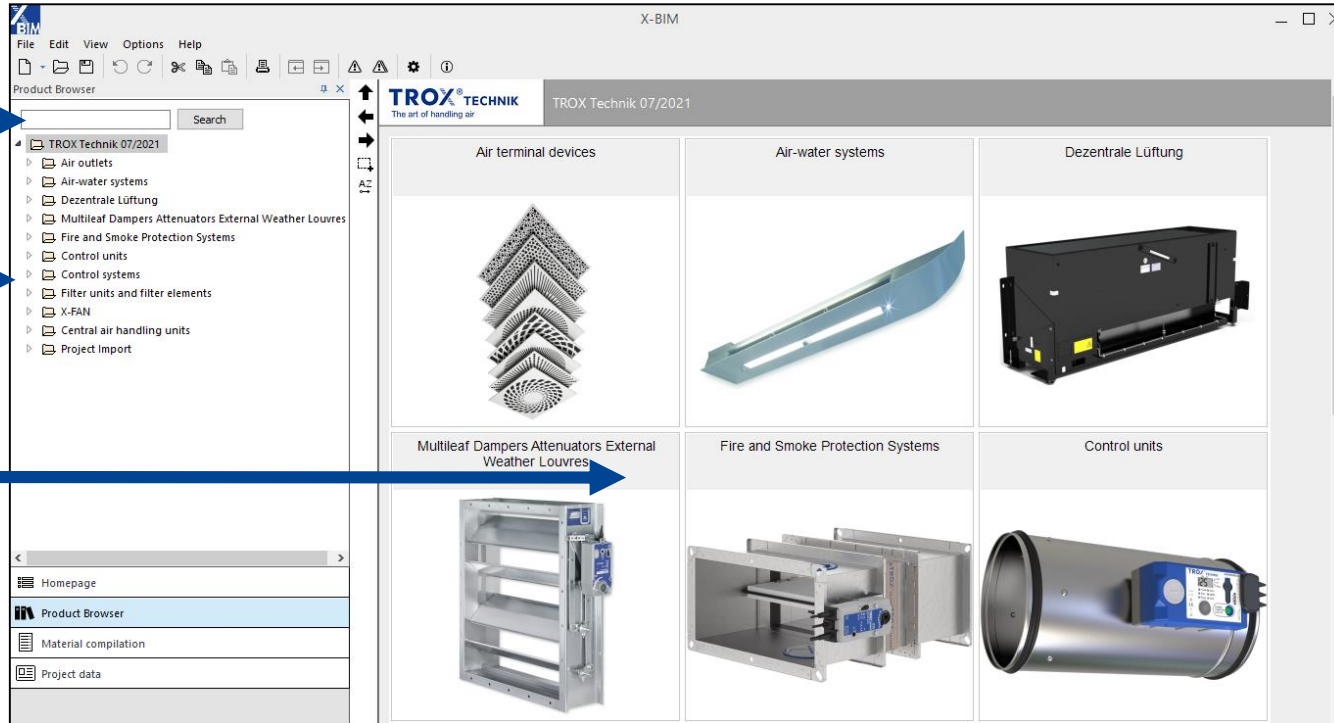 X-BIM
BIM
File Edit View Options Help
Product Browser
Search
TROX Technik 07/2021
Air outlets
Air-water systems
Dezentrale Lüftung
Multileaf Dampers Attenuators External Weather Louvres
Fire and Smoke Protection Systems
Control units
Control systems
Filter units and filter elements
X-FAN
Central air handling units
Project Import
Homepage
Product Browser
Material compilation
Project data
AZ
TROX® TECHNIK
The art of handling air
TROX Technik 07/2021
Air terminal devices
Air-water systems
Dezentrale Lüftung
Multileaf Dampers Attenuators External
Weather Louvres
Fire and Smoke Protection Systems
Control units